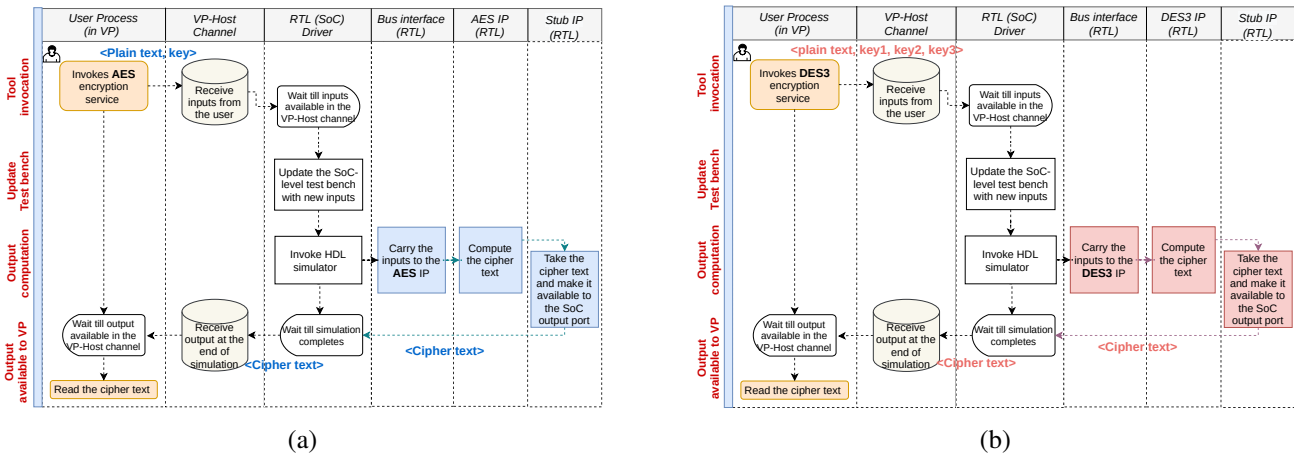 User Process
(in VP)
VP-Host
Channel
RTL (SoC)
Driver
Bus interface
(RTL)
AES IP
(RTL)
Stub IP
(RTL)
Tool
invocation
<Plain text, key>
Invokes AES
encryption
service
Receive
inputs from
the user
Wait till inputs
available in the
VP-Host channel
Update
Test bench
Update the SoC-
level test bench
with new inputs
Output
computation
Invoke HDL
simulator
Carry the
inputs to the
AES IP
Compute
the cipher
text
Take the
cipher text
and make it
available to
the SoC
output port
Output
available to VP
Wait till output
available in the
VP-Host channel
Receive
output at the
end of
simulation
Wait till simulation
completes
<Cipher text>
<Cipher text>
Read the cipher text
(a)
User Process
(in VP)
VP-Host
Channel
RTL (SoC)
Driver
Bus interface
(RTL)
DES3 IP
(RTL)
Stub IP
(RTL)
Tool
invocation
<plain text, key1, key2, key3>
Invokes DES3
encryption
service
Receive
inputs from
the user
Wait till inputs
available in the
VP-Host channel
Update
Test bench
Update the SoC-
level test bench
with new inputs
Output
computation
Invoke HDL
simulator
Carry the
inputs to the
DES3 IP
Compute
the cipher
text
Take the
cipher text
and make it
available to
the SoC
output port
Output
available to VP
Wait till output
available in the
VP-Host channel
Receive
output at the
end of
simulation
Wait till simulation
completes
<Cipher text>
<Cipher text>
Read the cipher text
(b)